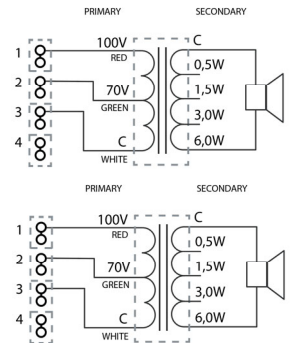 PRIMARY SECONDARY
100V C
1 RED 0,5W
2 70V 1,5W
GREEN
3 3,0W
4 C 6,0W
WHITE
PRIMARY SECONDARY
100V C
1 RED 0,5W
2 70V 1,5W
GREEN
3 3,0W
4 C 6,0W
WHITE